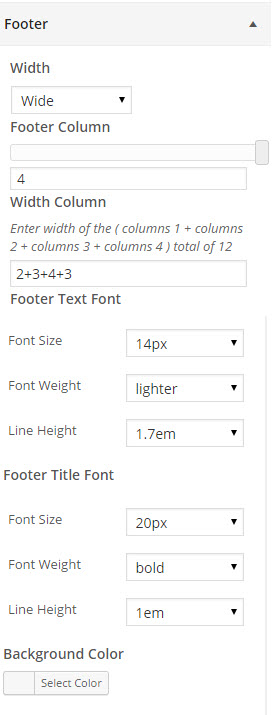 Footer
Width
Wide
Footer Column
4
Width Column
Enter width of the ( columns 1 + columns
2 + columns 3 + columns 4 ) total of 12
2+3+4+3
Footer Text Font
Font Size 14px
Font Weight lighter
Line Height 1.7em
Footer Title Font
Font Size 20px
Font Weight bold
Line Height 1em
Background Color
Select Color